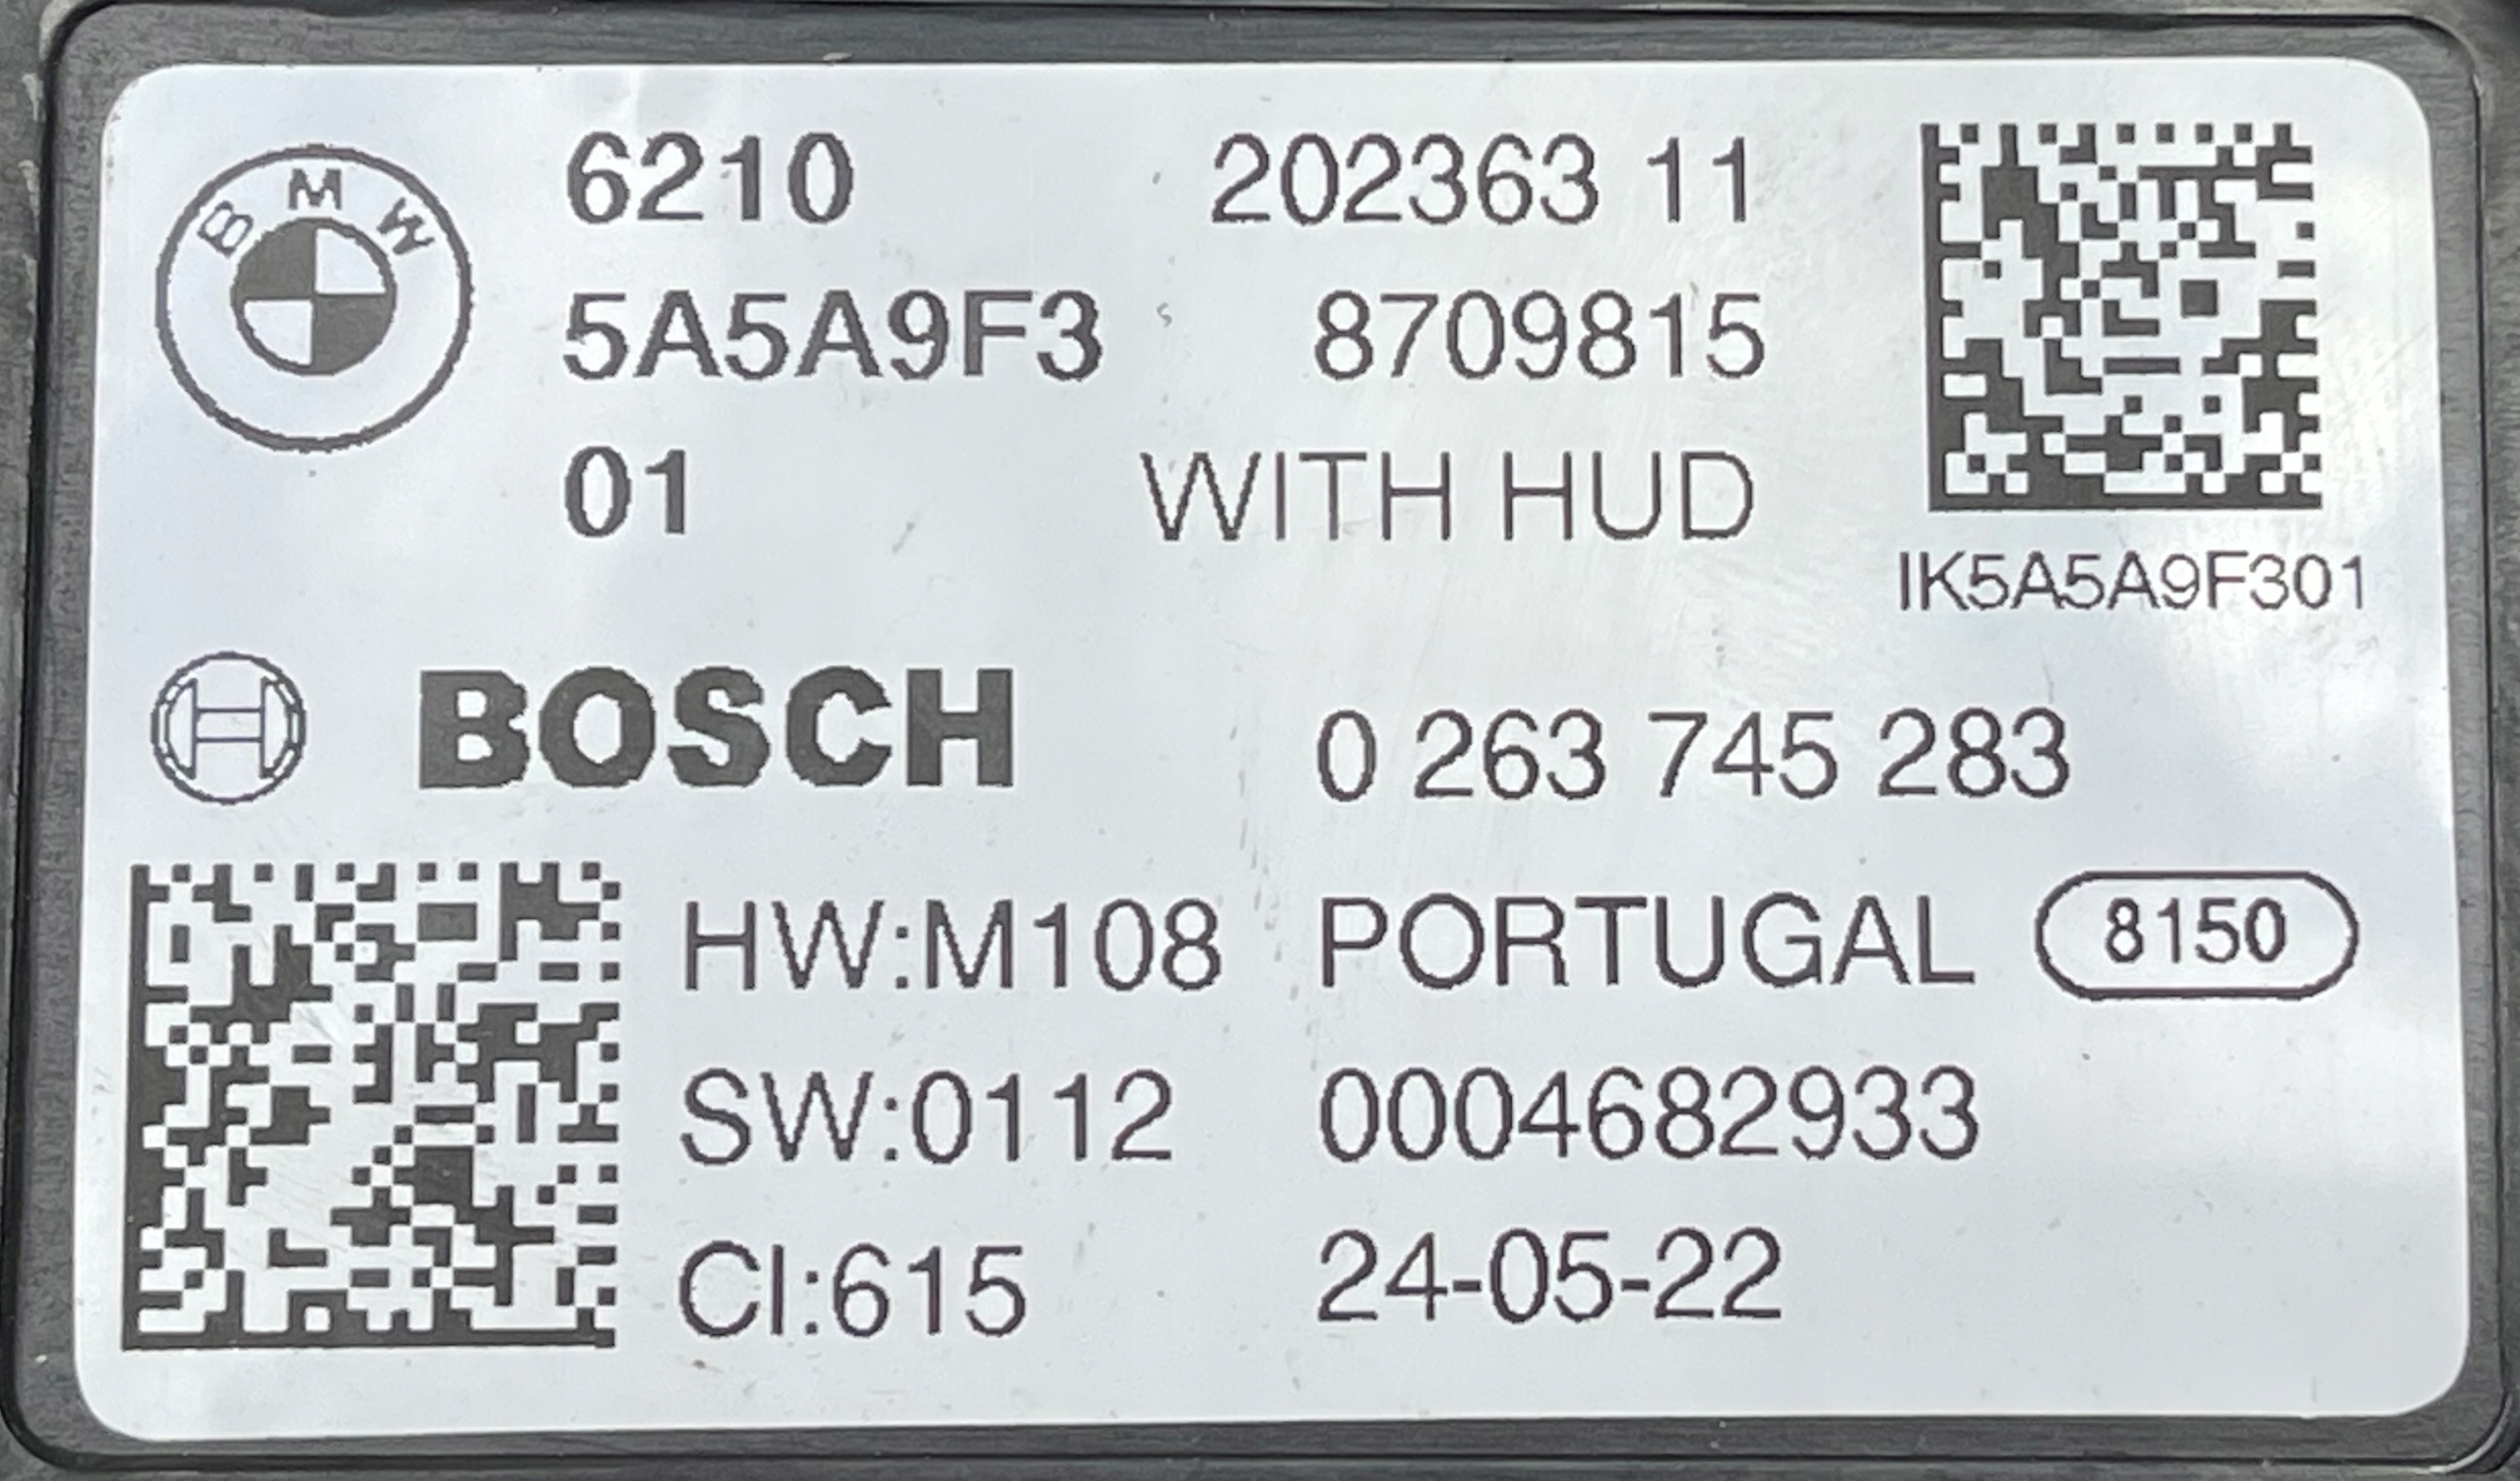 BMW
6210 202363 11
5A5A9F3 8709815
01 WITH HUD
IK5A5A9F301
H BOSCH 0 263 745 283
HW:M108 PORTUGAL 8150
SW:0112 0004682933
CI:615 24-05-22